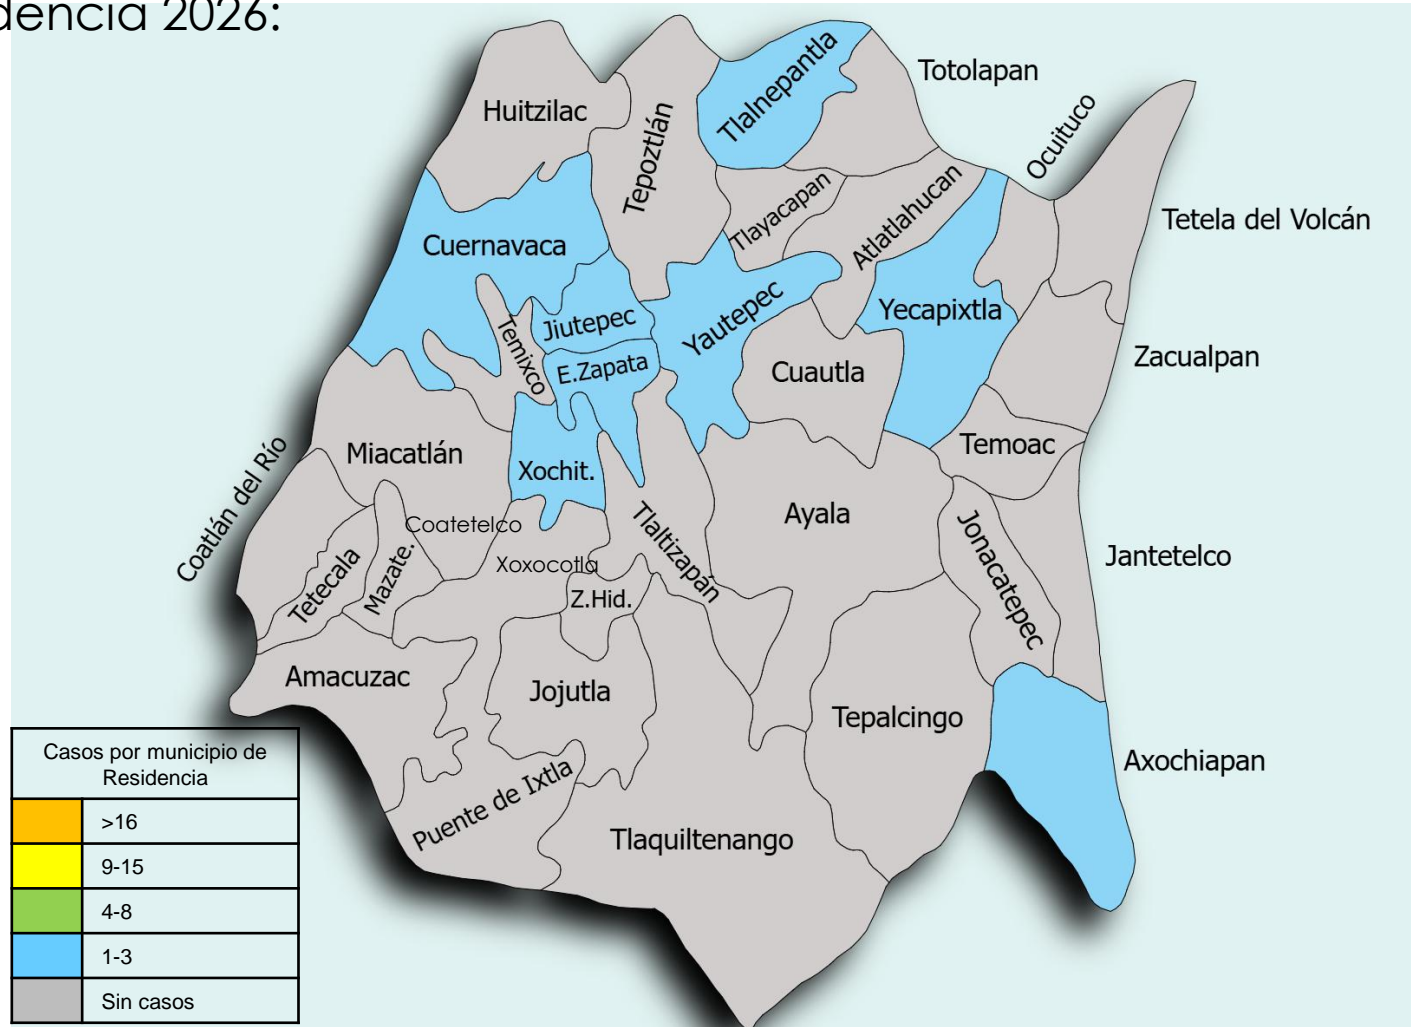 dencia 2026:
Huitzilac
Tepoztlán
Tlalnepantla
Totolapan
Ocuituco
Tlayacapan
Atlatlahucan
Tetela del Volcán
Cuernavaca
Jiutepec
Yautepec
Yecapixtla
Temixco
E.Zapata
Cuautla
Zacualpan
Coatlán del Río
Miacatlán
Xochit.
Temoac
Coatetelco
Tlaltizapán
Ayala
Jonacatepec
Jantetelco
Tetecala
Mazate.
Xoxocotla
Z.Hid.
Amacuzac
Jojutla
Tepalcingo
Axochiapan
Puente de Ixtla
Tlaquiltenango
Casos por municipio de
Residencia
>16
9-15
4-8
1-3
Sin casos